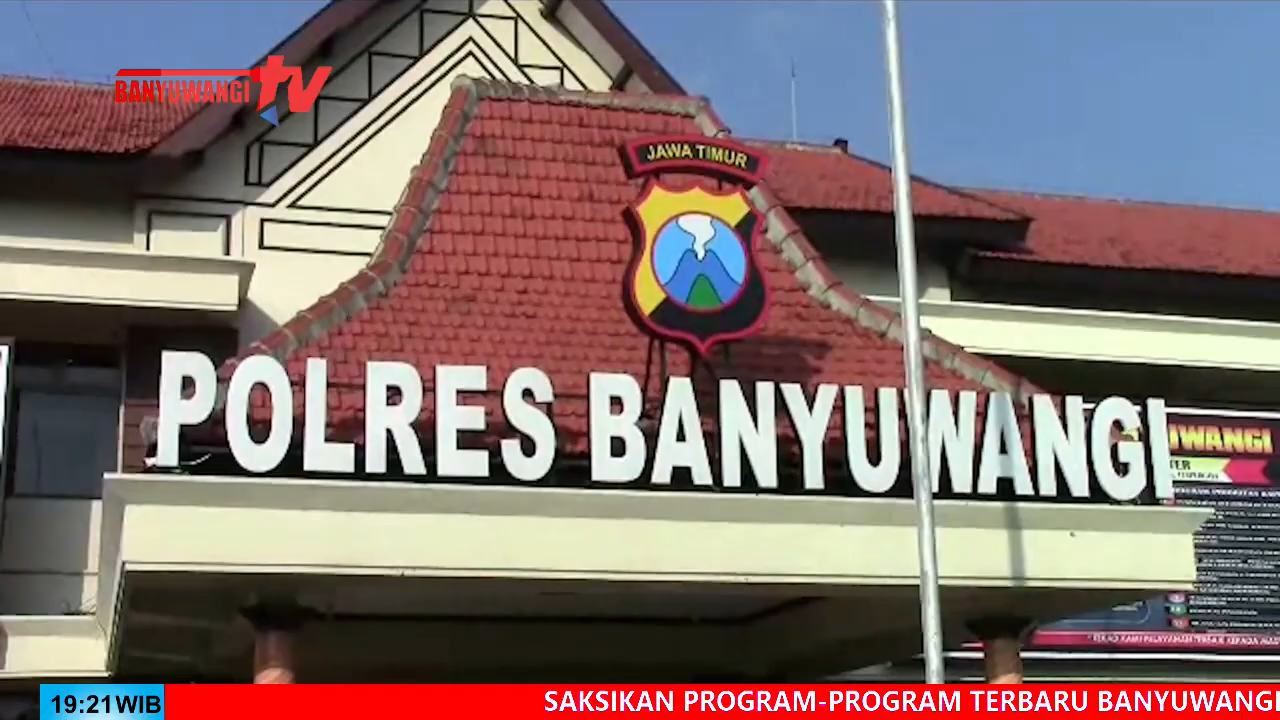 BANYUWANGI tv
JAWA TIMUR
POLRES BANYUWANGI
UWANGI
19:21WIB
SAKSIKAN PROGRAM-PROGRAM TERBARU BANYUWANGI